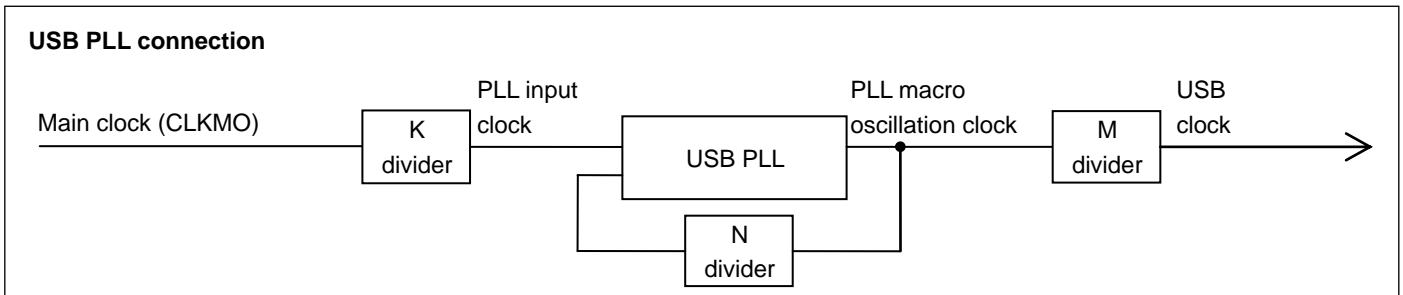 USB PLL connection
Main clock (CLKMO)
K
divider
PLL input
clock
USB PLL
PLL macro
oscillation clock
M
divider
USB
clock
N
divider